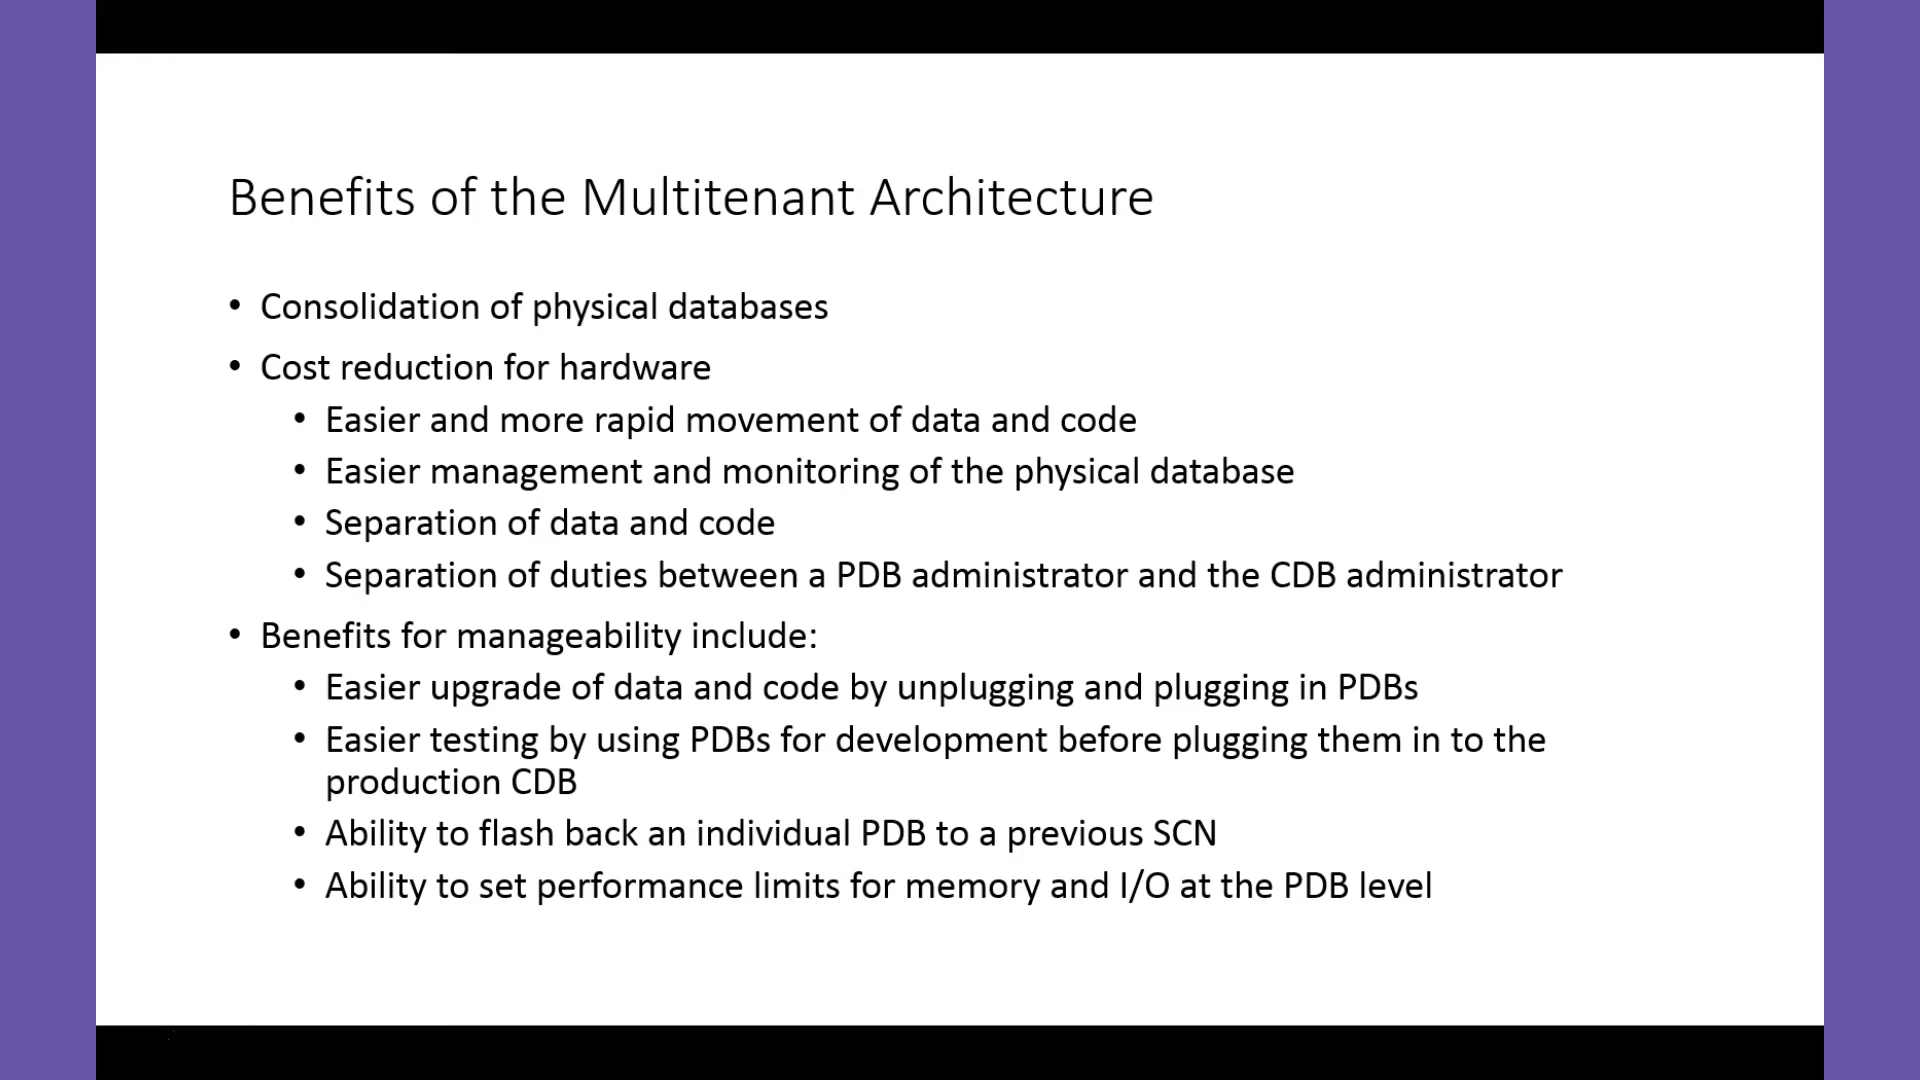 Benefits of the Multitenant Architecture
• Consolidation of physical databases
• Cost reduction for hardware
• Easier and more rapid movement of data and code
• Easier management and monitoring of the physical database
• Separation of data and code
• Separation of duties between a PDB administrator and the CDB administrator
• Benefits for manageability include:
• Easier upgrade of data and code by unplugging and plugging in PDBs
• Easier testing by using PDBs for development before plugging them in to the
production CDB
• Ability to flash back an individual PDB to a previous SCN
• Ability to set performance limits for memory and I/O at the PDB level